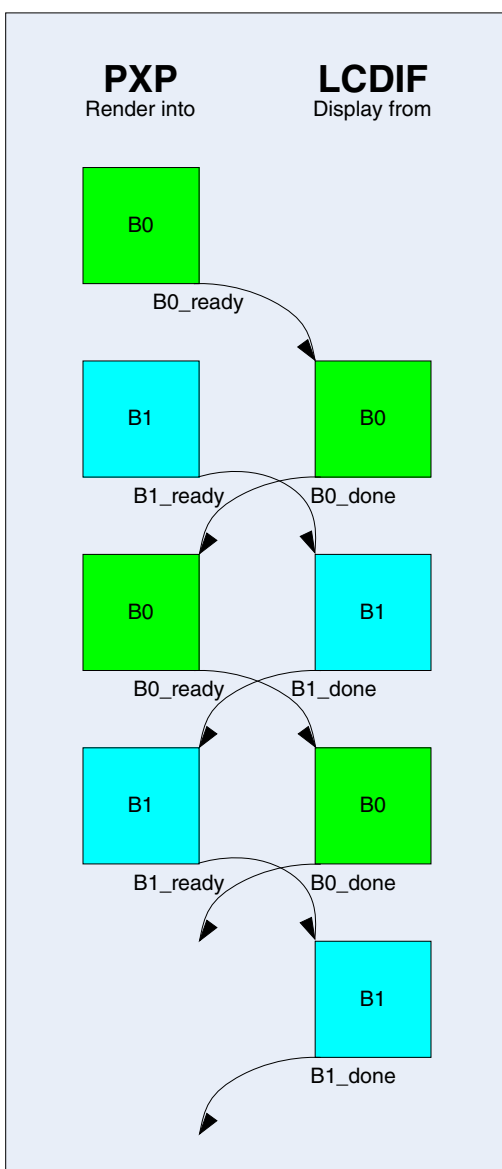 PXP LCDIF
Render into Display from
B0
B0_ready
B1 B0
B1_ready B0_done
B0 B1
B0_ready B1_done
B1 B0
B1_ready B0_done
B1
B1_done